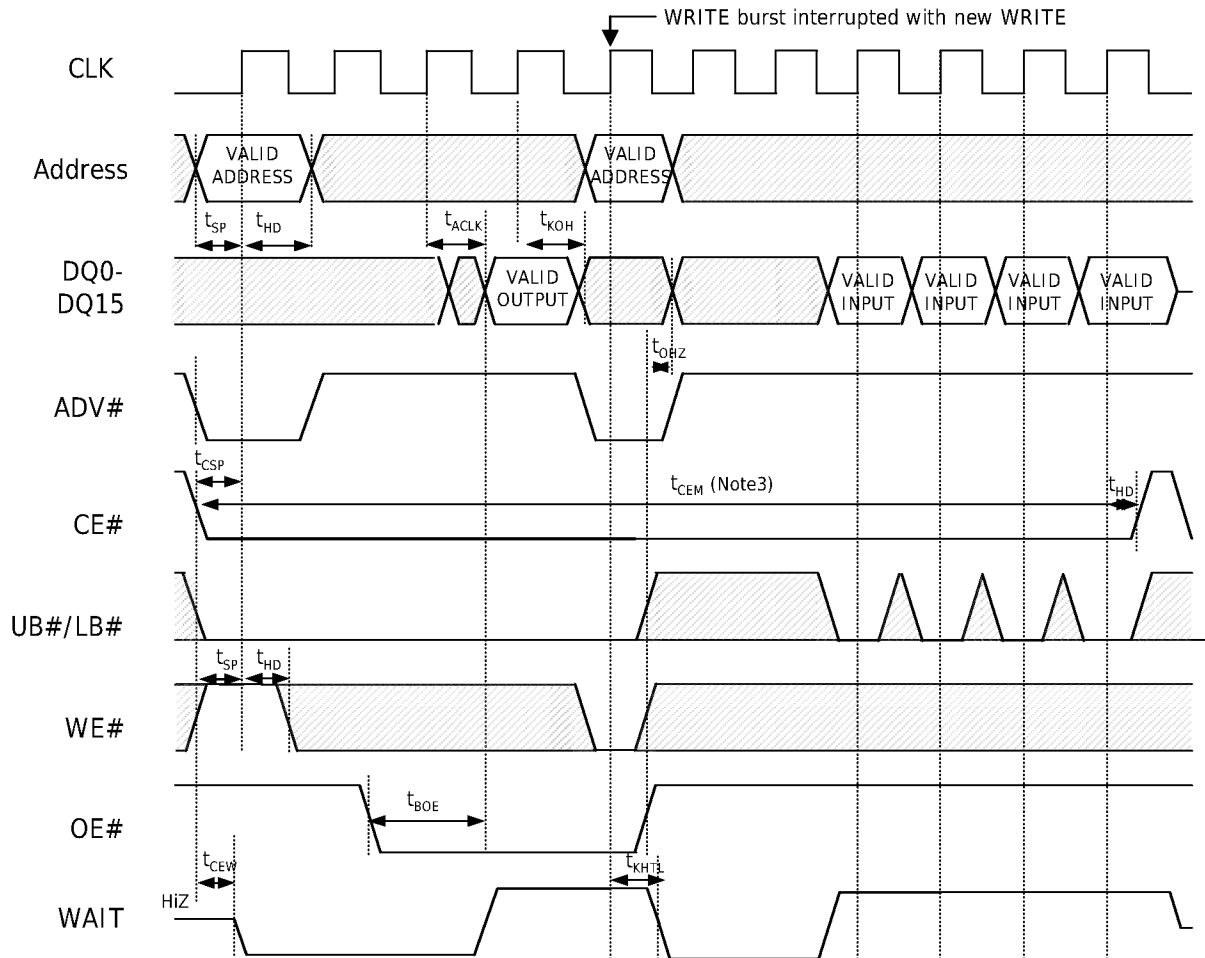 WRITE burst interrupted with new WRITE
CLK
Address
VALID
ADDRESS
VALID
ADDRESS
tSP
tHD
tACLK
tKOH
DQ0-
DQ15
VALID
OUTPUT
VALID
INPUT
VALID
INPUT
VALID
INPUT
VALID
INPUT
tOHZ
ADV#
tCSP
tCEM (Note3)
tHD
CE#
UB#/LB#
tSP
tHD
WE#
tBOE
OE#
tCEW
tKHTL
HiZ
WAIT